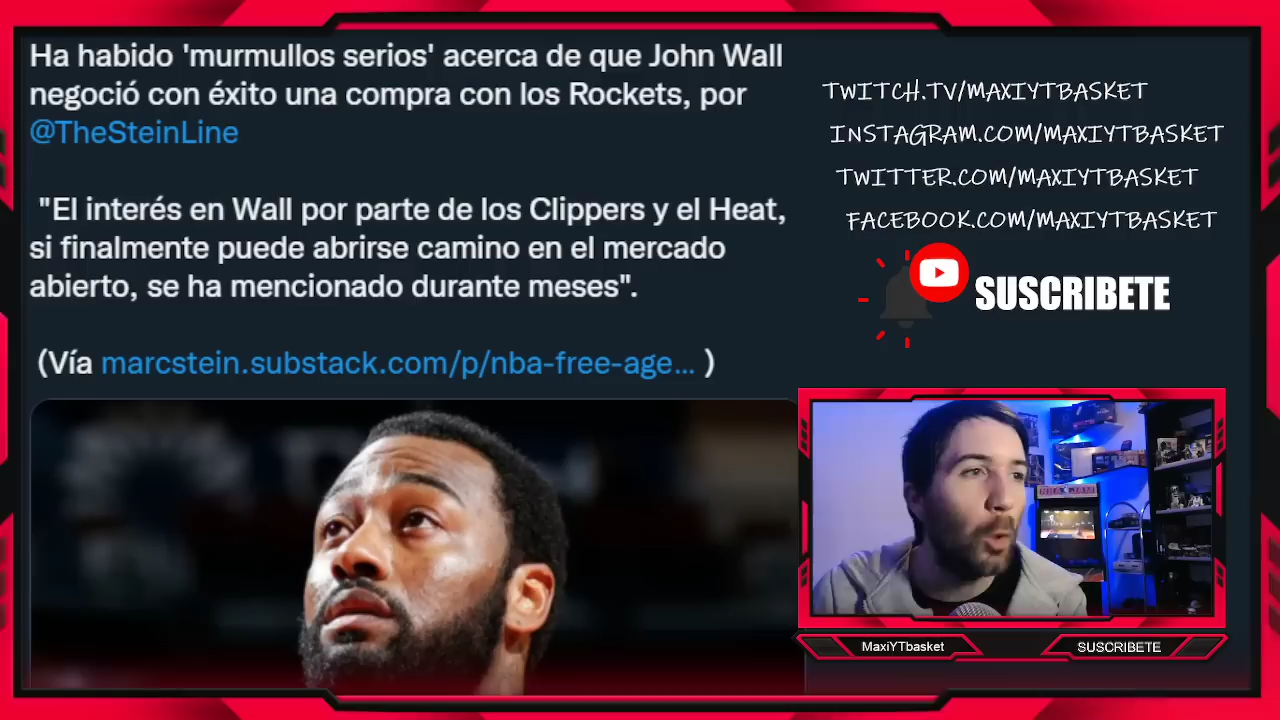 Ha habido 'murmullos serios' acerca de que John Wall
negoció con éxito una compra con los Rockets, por
@TheSteinLine
"El interés en Wall por parte de los Clippers y el Heat,
si finalmente puede abrirse camino en el mercado
abierto, se ha mencionado durante meses".
(Vía marcstein.substack.com/p/nba-free-age... )
TWITCH.TV/MAXIYTBASKET
INSTAGRAM.COM/MAXIYTBASKET
TWITTER.COM/MAXIYTBASKET
FACEBOOK.COM/MAXIYTBASKET
SUSCRIBETE
NBA JAM
MaxiYTbasket
SUSCRIBETE